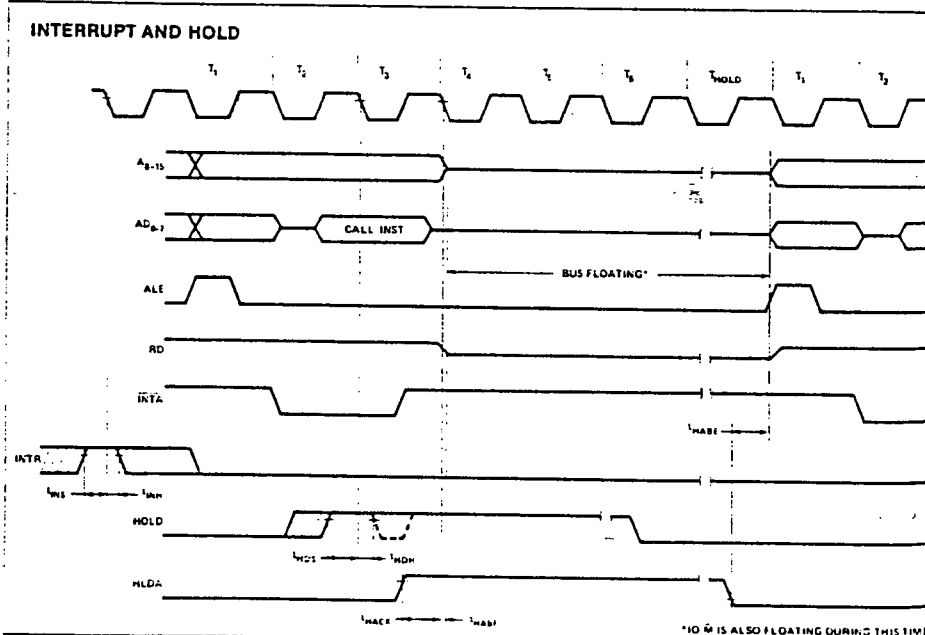 INTERRUPT AND HOLD
T1 T2 T3 T4 T5 T6 THOLD T1 T2
A8-15
AD0-7
CALL INST
BUS FLOATING*
ALE
RD
INTA
tHABE
INTR
tINS
tINH
HOLD
tHDS
tHDH
HLDA
tHACK
tHABF
*IO M IS ALSO FLOATING DURING THIS TIM